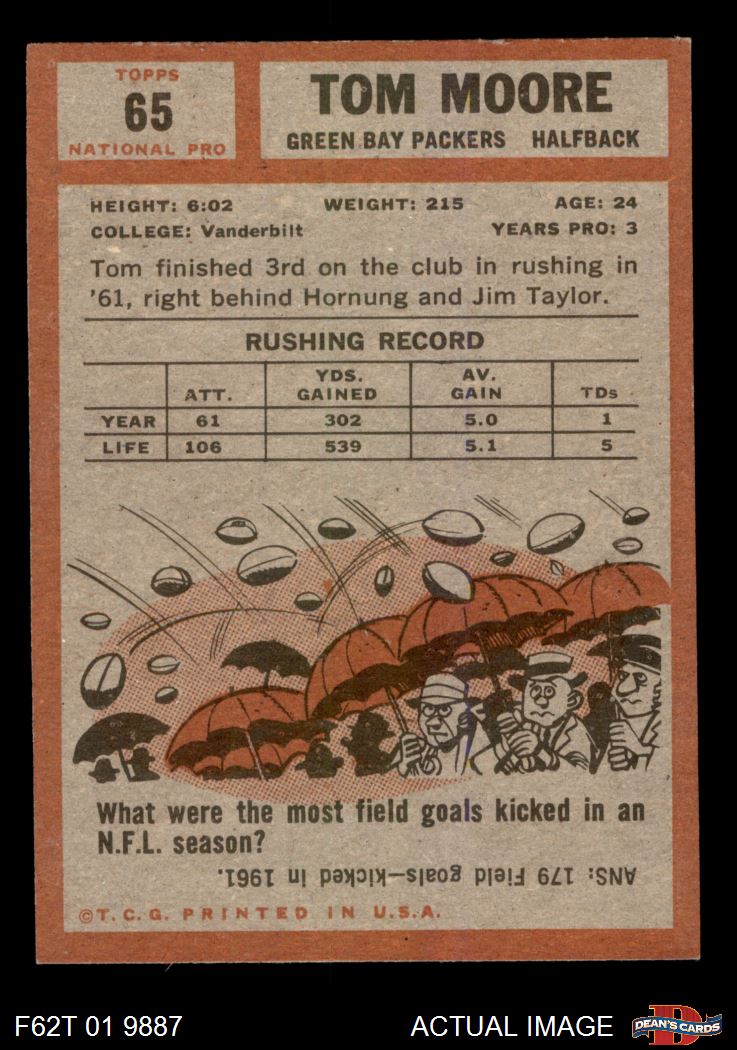 TOPPS
65
NATIONAL PRO
TOM MOORE
GREEN BAY PACKERS HALFBACK
HEIGHT: 6:02 WEIGHT: 215 AGE: 24
COLLEGE: Vanderbilt YEARS PRO: 3
Tom finished 3rd on the club in rushing in
'61, right behind Hornung and Jim Taylor.
RUSHING RECORD
ATT. YDS. GAINED AV. GAIN TDs
YEAR 61 302 5.0 1
LIFE 106 539 5.1 5
What were the most field goals kicked in an
N.F.L. season?
ANS: 179 Field goals—kicked in 1961.
©T.C.G. PRINTED IN U.S.A.
F62T 01 9887 ACTUAL IMAGE
D
DEAN'S CARDS